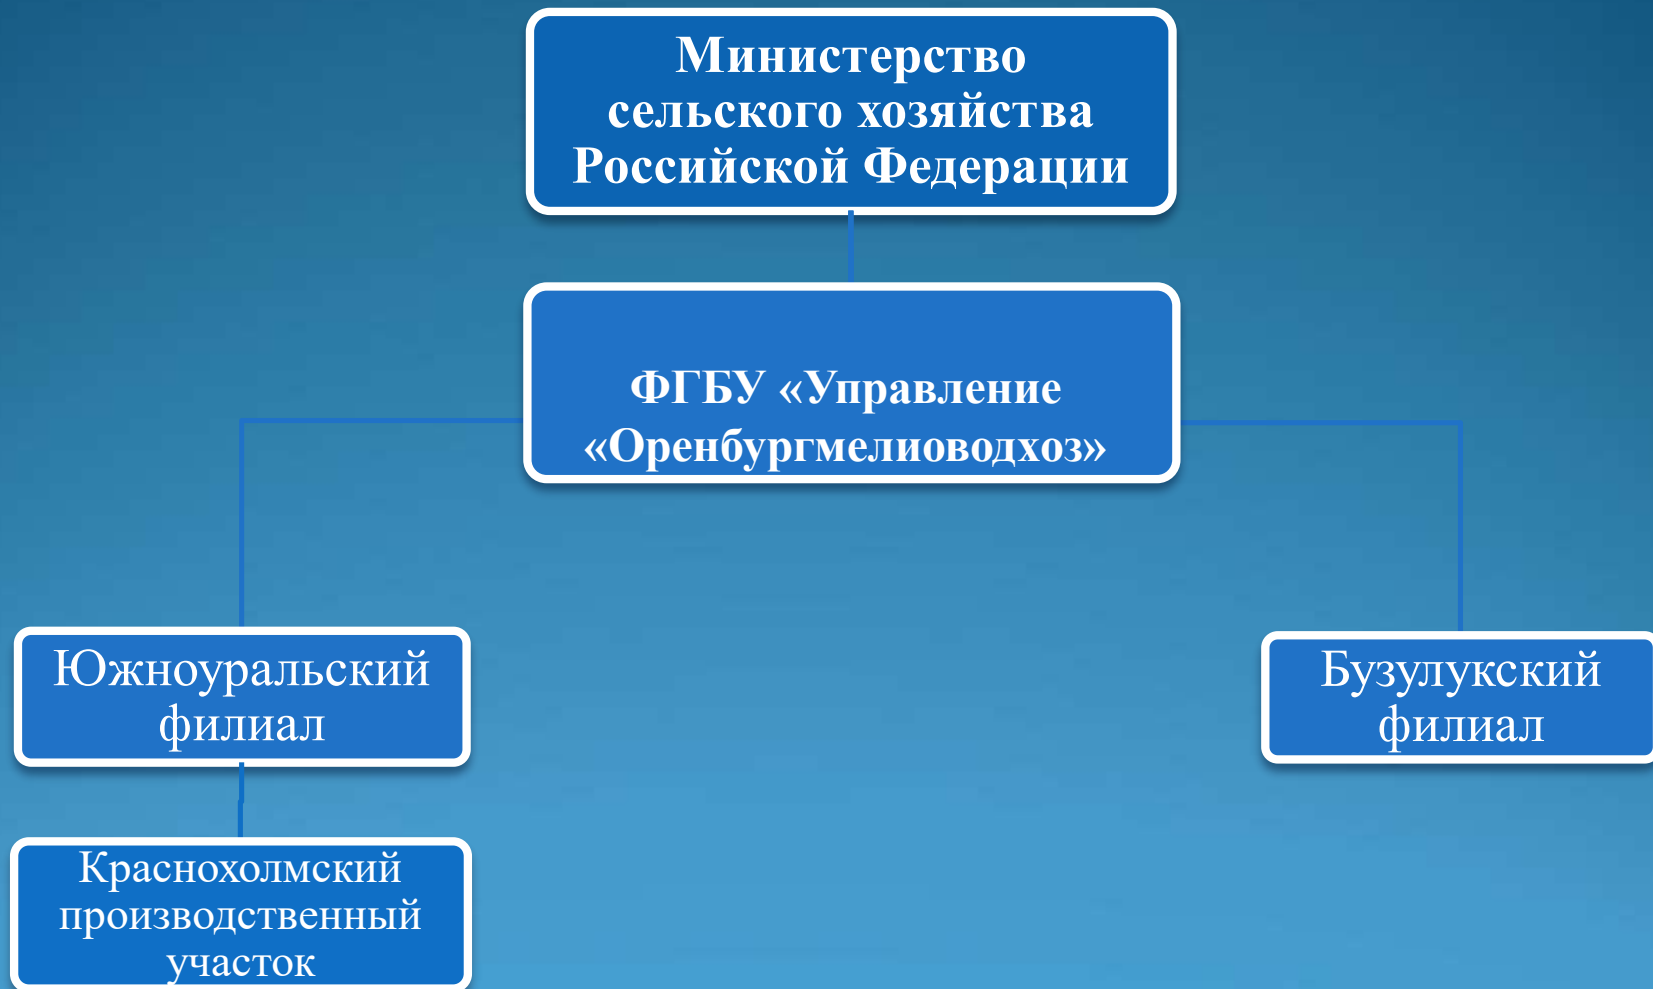 Министерство
сельского хозяйства
Российской Федерации
ФГБУ «Управление
«Оренбургмелиоводхоз»
Южноуральский
филиал
Бузулукский
филиал
Краснохолмский
производственный
участок